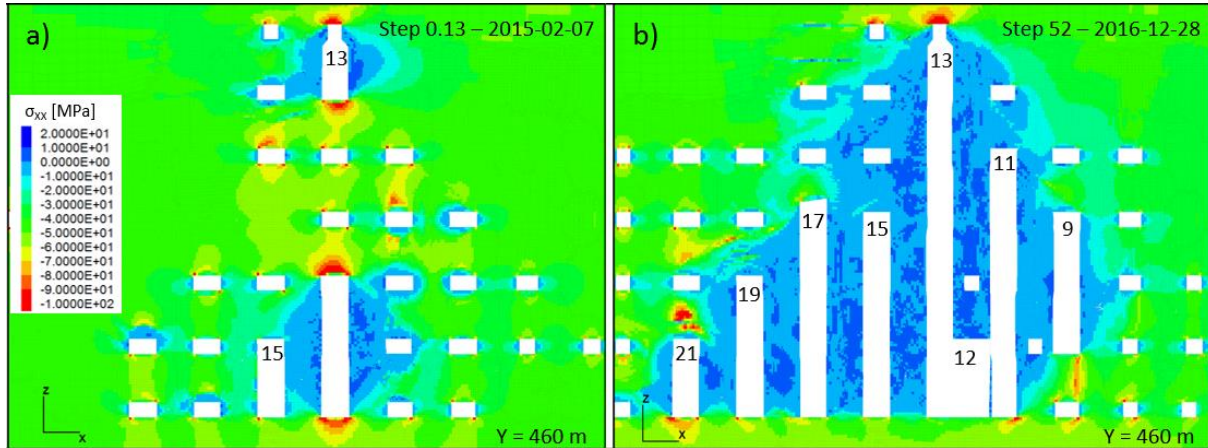 a)
Step 0.13 – 2015-02-07
13
σxx [MPa]
2.0000E+01
1.0000E+01
0.0000E+00
-1.0000E+01
-2.0000E+01
-3.0000E+01
-4.0000E+01
-5.0000E+01
-6.0000E+01
-7.0000E+01
-8.0000E+01
-9.0000E+01
-1.0000E+02
15
z
x
Y = 460 m
b)
Step 52 – 2016-12-28
13
11
17
15
9
19
21
12
z
x
Y = 460 m